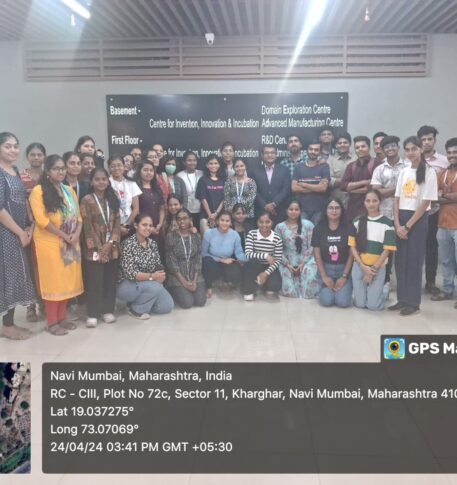 Basement -
Domain Exploration Centre
Centre for Invention, Innovation & Incubation
Advanced Manufacturing Centre
First Floor -
R&D Cen
for Invention, Innovation & Incubation
GPS Ma
Navi Mumbai, Maharashtra, India
RC - CIII, Plot No 72c, Sector 11, Kharghar, Navi Mumbai, Maharashtra 410
Lat 19.037275°
Long 73.07069°
24/04/24 03:41 PM GMT +05:30